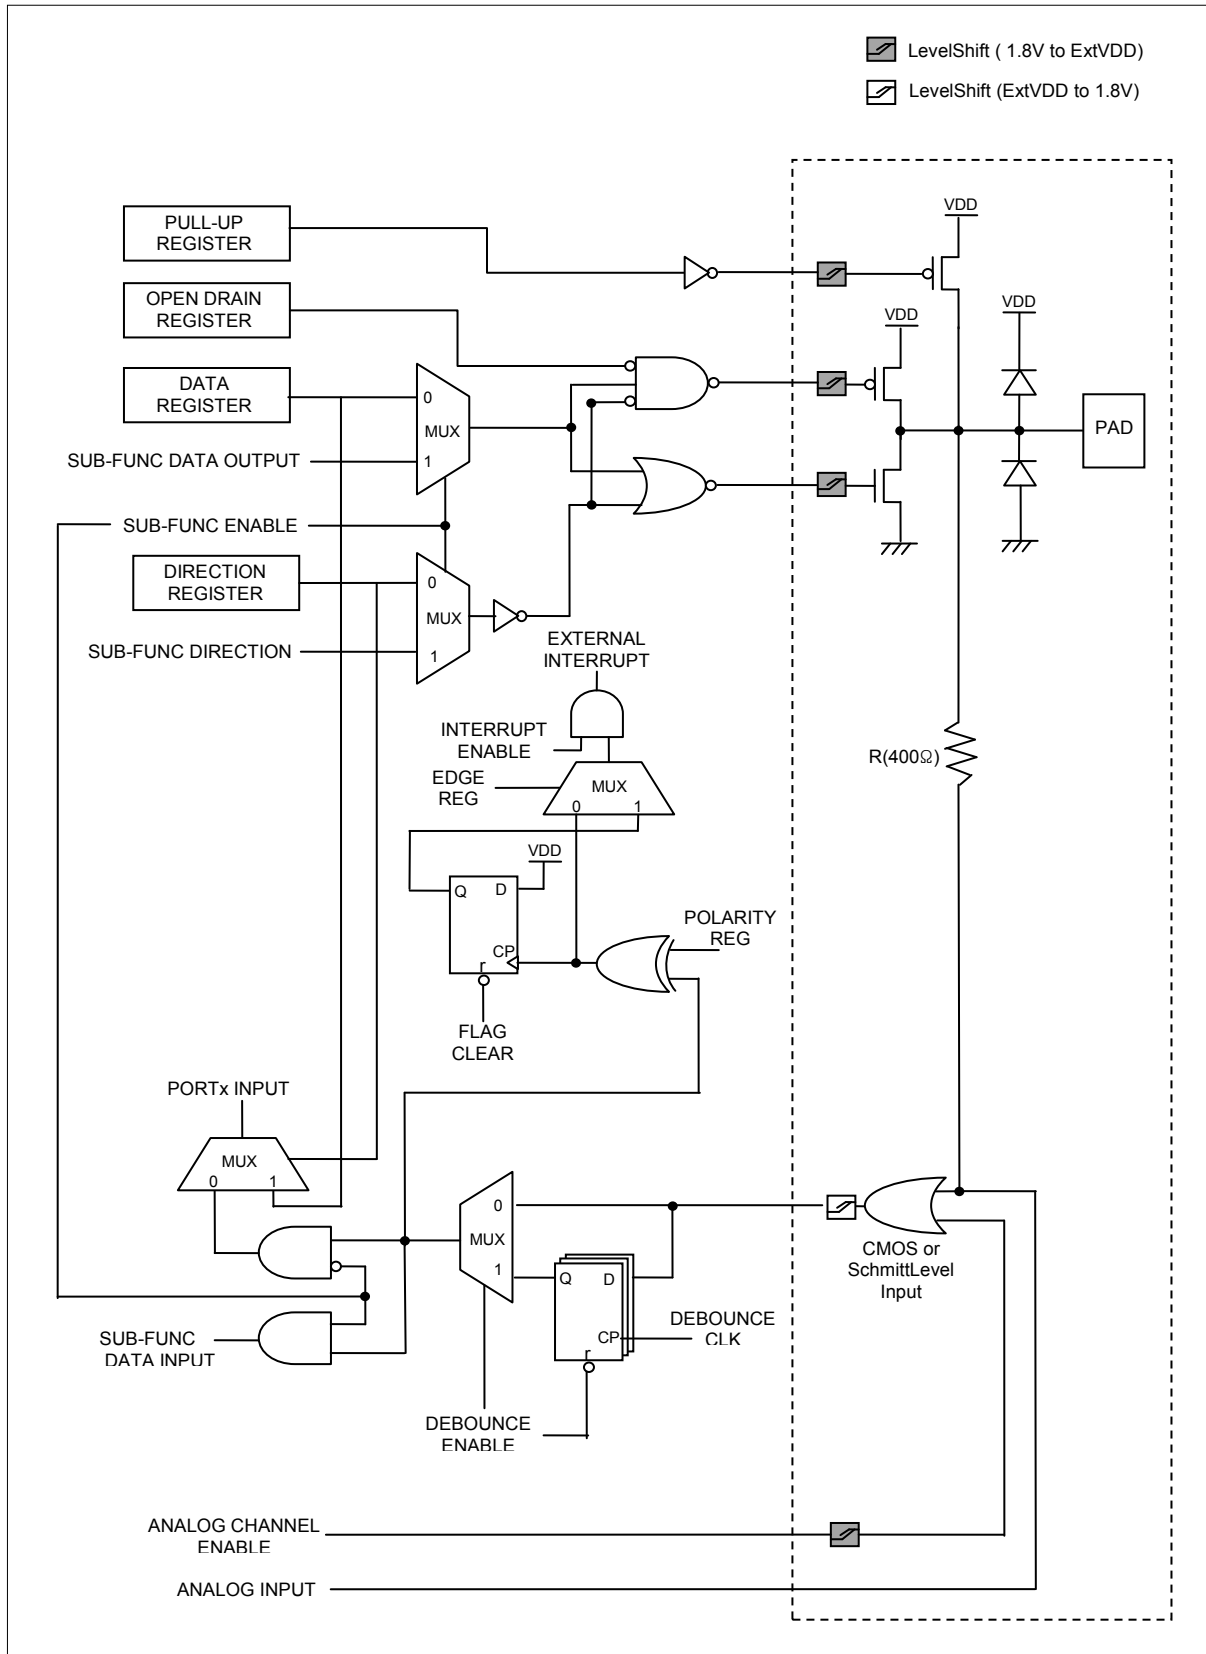 LevelShift ( 1.8V to ExtVDD)
LevelShift (ExtVDD to 1.8V)
PULL-UP
REGISTER
VDD
OPEN DRAIN
REGISTER
VDD
VDD
DATA
REGISTER
0
MUX
1
PAD
SUB-FUNC DATA OUTPUT
SUB-FUNC ENABLE
DIRECTION
REGISTER
0
MUX
1
SUB-FUNC DIRECTION
EXTERNAL
INTERRUPT
INTERRUPT
ENABLE
EDGE
REG
MUX
0 1
R(400Ω)
VDD
Q D
CP
r
POLARITY
REG
FLAG
CLEAR
PORTx INPUT
MUX
0 1
0
MUX
1
Q D
CP
r
CMOS or
SchmittLevel
Input
DEBOUNCE
CLK
SUB-FUNC
DATA INPUT
DEBOUNCE
ENABLE
ANALOG CHANNEL
ENABLE
ANALOG INPUT